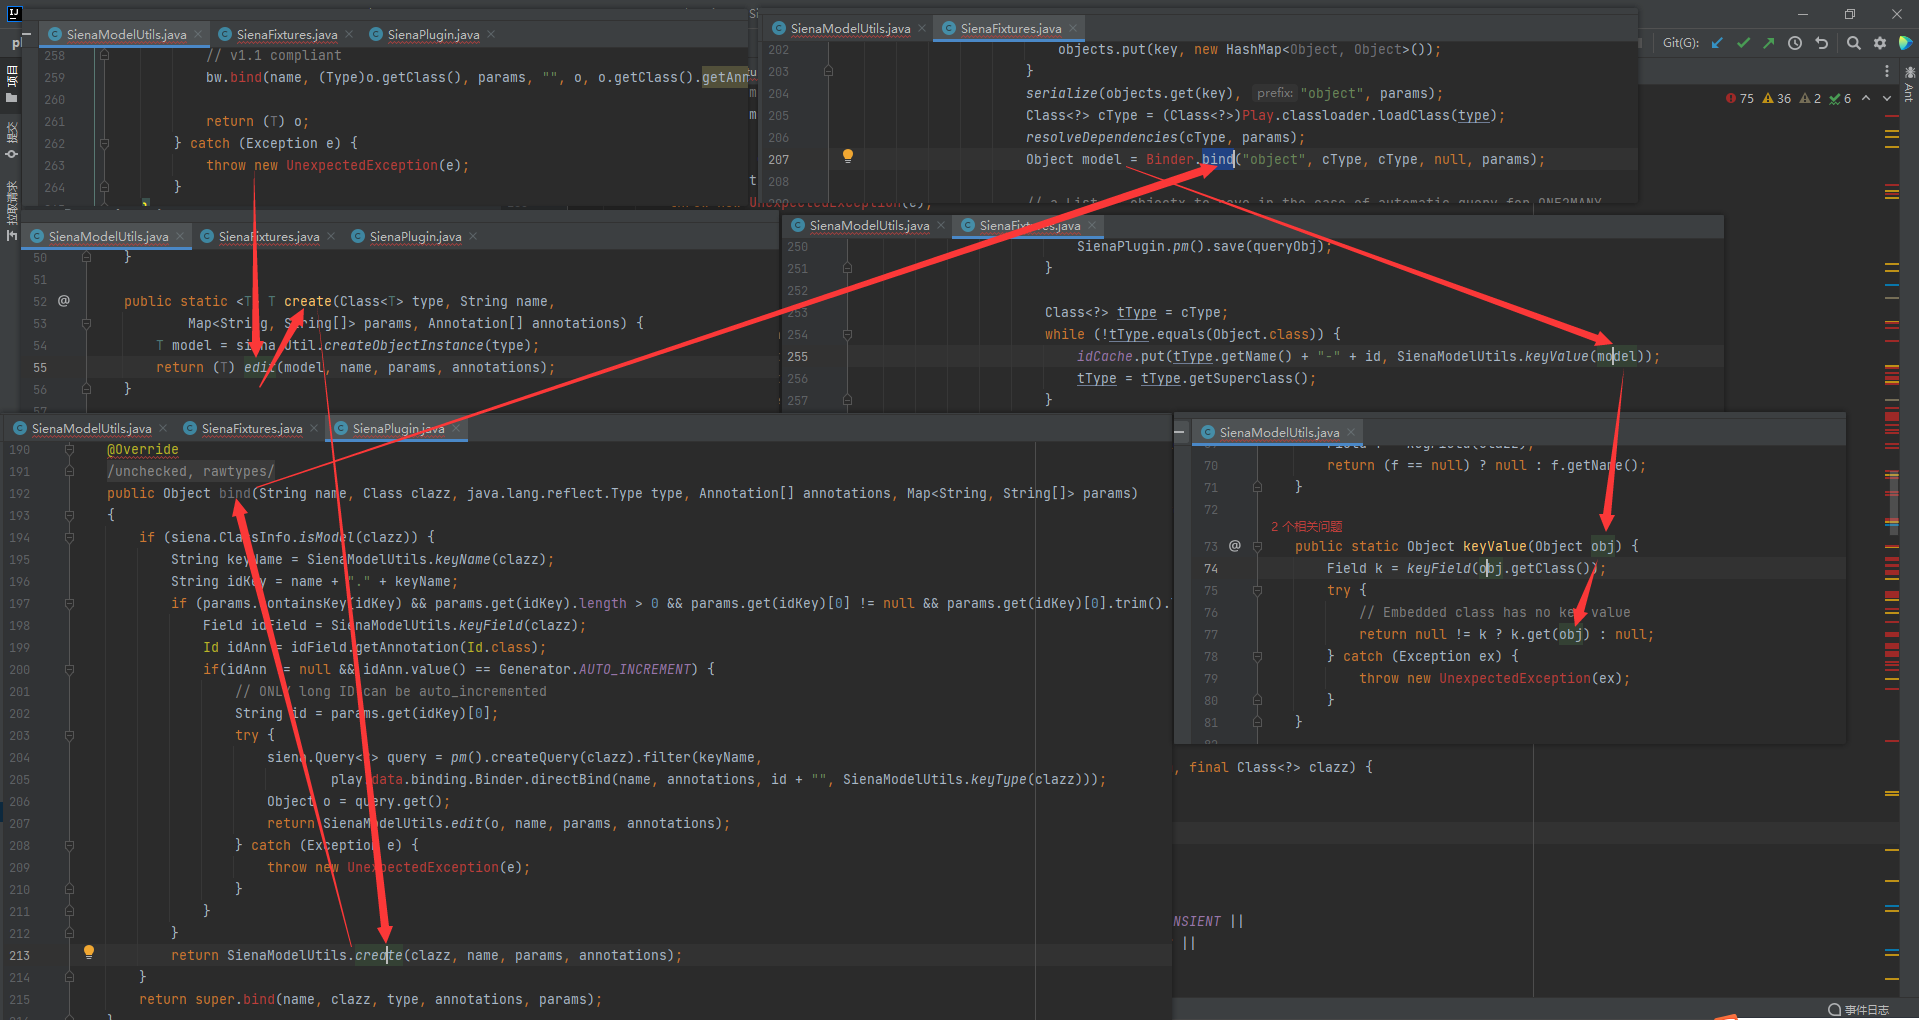 SienaModelUtils.java
SienaFixtures.java
SienaPlugin.java
258 // v1.1 compliant
259 bw.bind(name, (Type)o.getClass(), params, "", o, o.getClass().getAnn
260
261 return (T) o;
262 } catch (Exception e) {
263 throw new UnexpectedException(e);
264 }
SienaModelUtils.java
SienaFixtures.java
202 objects.put(key, new HashMap<Object, Object>());
203 }
204 serialize(objects.get(key), prefix: "object", params);
205 Class<?> cType = (Class<?>)Play.classloader.loadClass(type);
206 resolveDependencies(cType, params);
207 Object model = Binder.bind("object", cType, cType, null, params);
208
Git(G):
75 36 2 6
项目
提交
拉取请求
Ant
SienaModelUtils.java
SienaFixtures.java
SienaPlugin.java
50 }
51
52 @ public static <T> T create(Class<T> type, String name,
53 Map<String, String[]> params, Annotation[] annotations) {
54 T model = siena.Util.createObjectInstance(type);
55 return (T) edit(model, name, params, annotations);
56 }
57
SienaModelUtils.java
SienaFixtures.java
250 SienaPlugin.pm().save(queryObj);
251 }
252
253 Class<?> tType = cType;
254 while (!tType.equals(Object.class)) {
255 idCache.put(tType.getName() + "-" + id, SienaModelUtils.keyValue(model));
256 tType = tType.getSuperclass();
257 }
SienaModelUtils.java
SienaFixtures.java
SienaPlugin.java
190 @Override
191 /unchecked, rawtypes/
192 public Object bind(String name, Class clazz, java.lang.reflect.Type type, Annotation[] annotations, Map<String, String[]> params)
193 {
194 if (siena.ClassInfo.isModel(clazz)) {
195 String keyName = SienaModelUtils.keyName(clazz);
196 String idKey = name + "." + keyName;
197 if (params.containsKey(idKey) && params.get(idKey).length > 0 && params.get(idKey)[0] != null && params.get(idKey)[0].trim().
198 Field idField = SienaModelUtils.keyField(clazz);
199 Id idAnn = idField.getAnnotation(Id.class);
200 if(idAnn != null && idAnn.value() == Generator.AUTO_INCREMENT) {
201 // ONLY long ID can be auto_incremented
202 String id = params.get(idKey)[0];
203 try {
204 siena.Query<?> query = pm().createQuery(clazz).filter(keyName,
205 play.data.binding.Binder.directBind(name, annotations, id + "", SienaModelUtils.keyType(clazz)));
206 Object o = query.get();
207 return SienaModelUtils.edit(o, name, params, annotations);
208 } catch (Exception e) {
209 throw new UnexpectedException(e);
210 }
211 }
212 }
213 return SienaModelUtils.create(clazz, name, params, annotations);
214 }
215 return super.bind(name, clazz, type, annotations, params);
SienaModelUtils.java
70 return (f == null) ? null : f.getName();
71 }
72
2 个相关问题
73 @ public static Object keyValue(Object obj) {
74 Field k = keyField(obj.getClass());
75 try {
76 // Embedded class has no key value
77 return null != k ? k.get(obj) : null;
78 } catch (Exception ex) {
79 throw new UnexpectedException(ex);
80 }
81 }
, final Class<?> clazz) {
NSIENT ||
||
事件日志